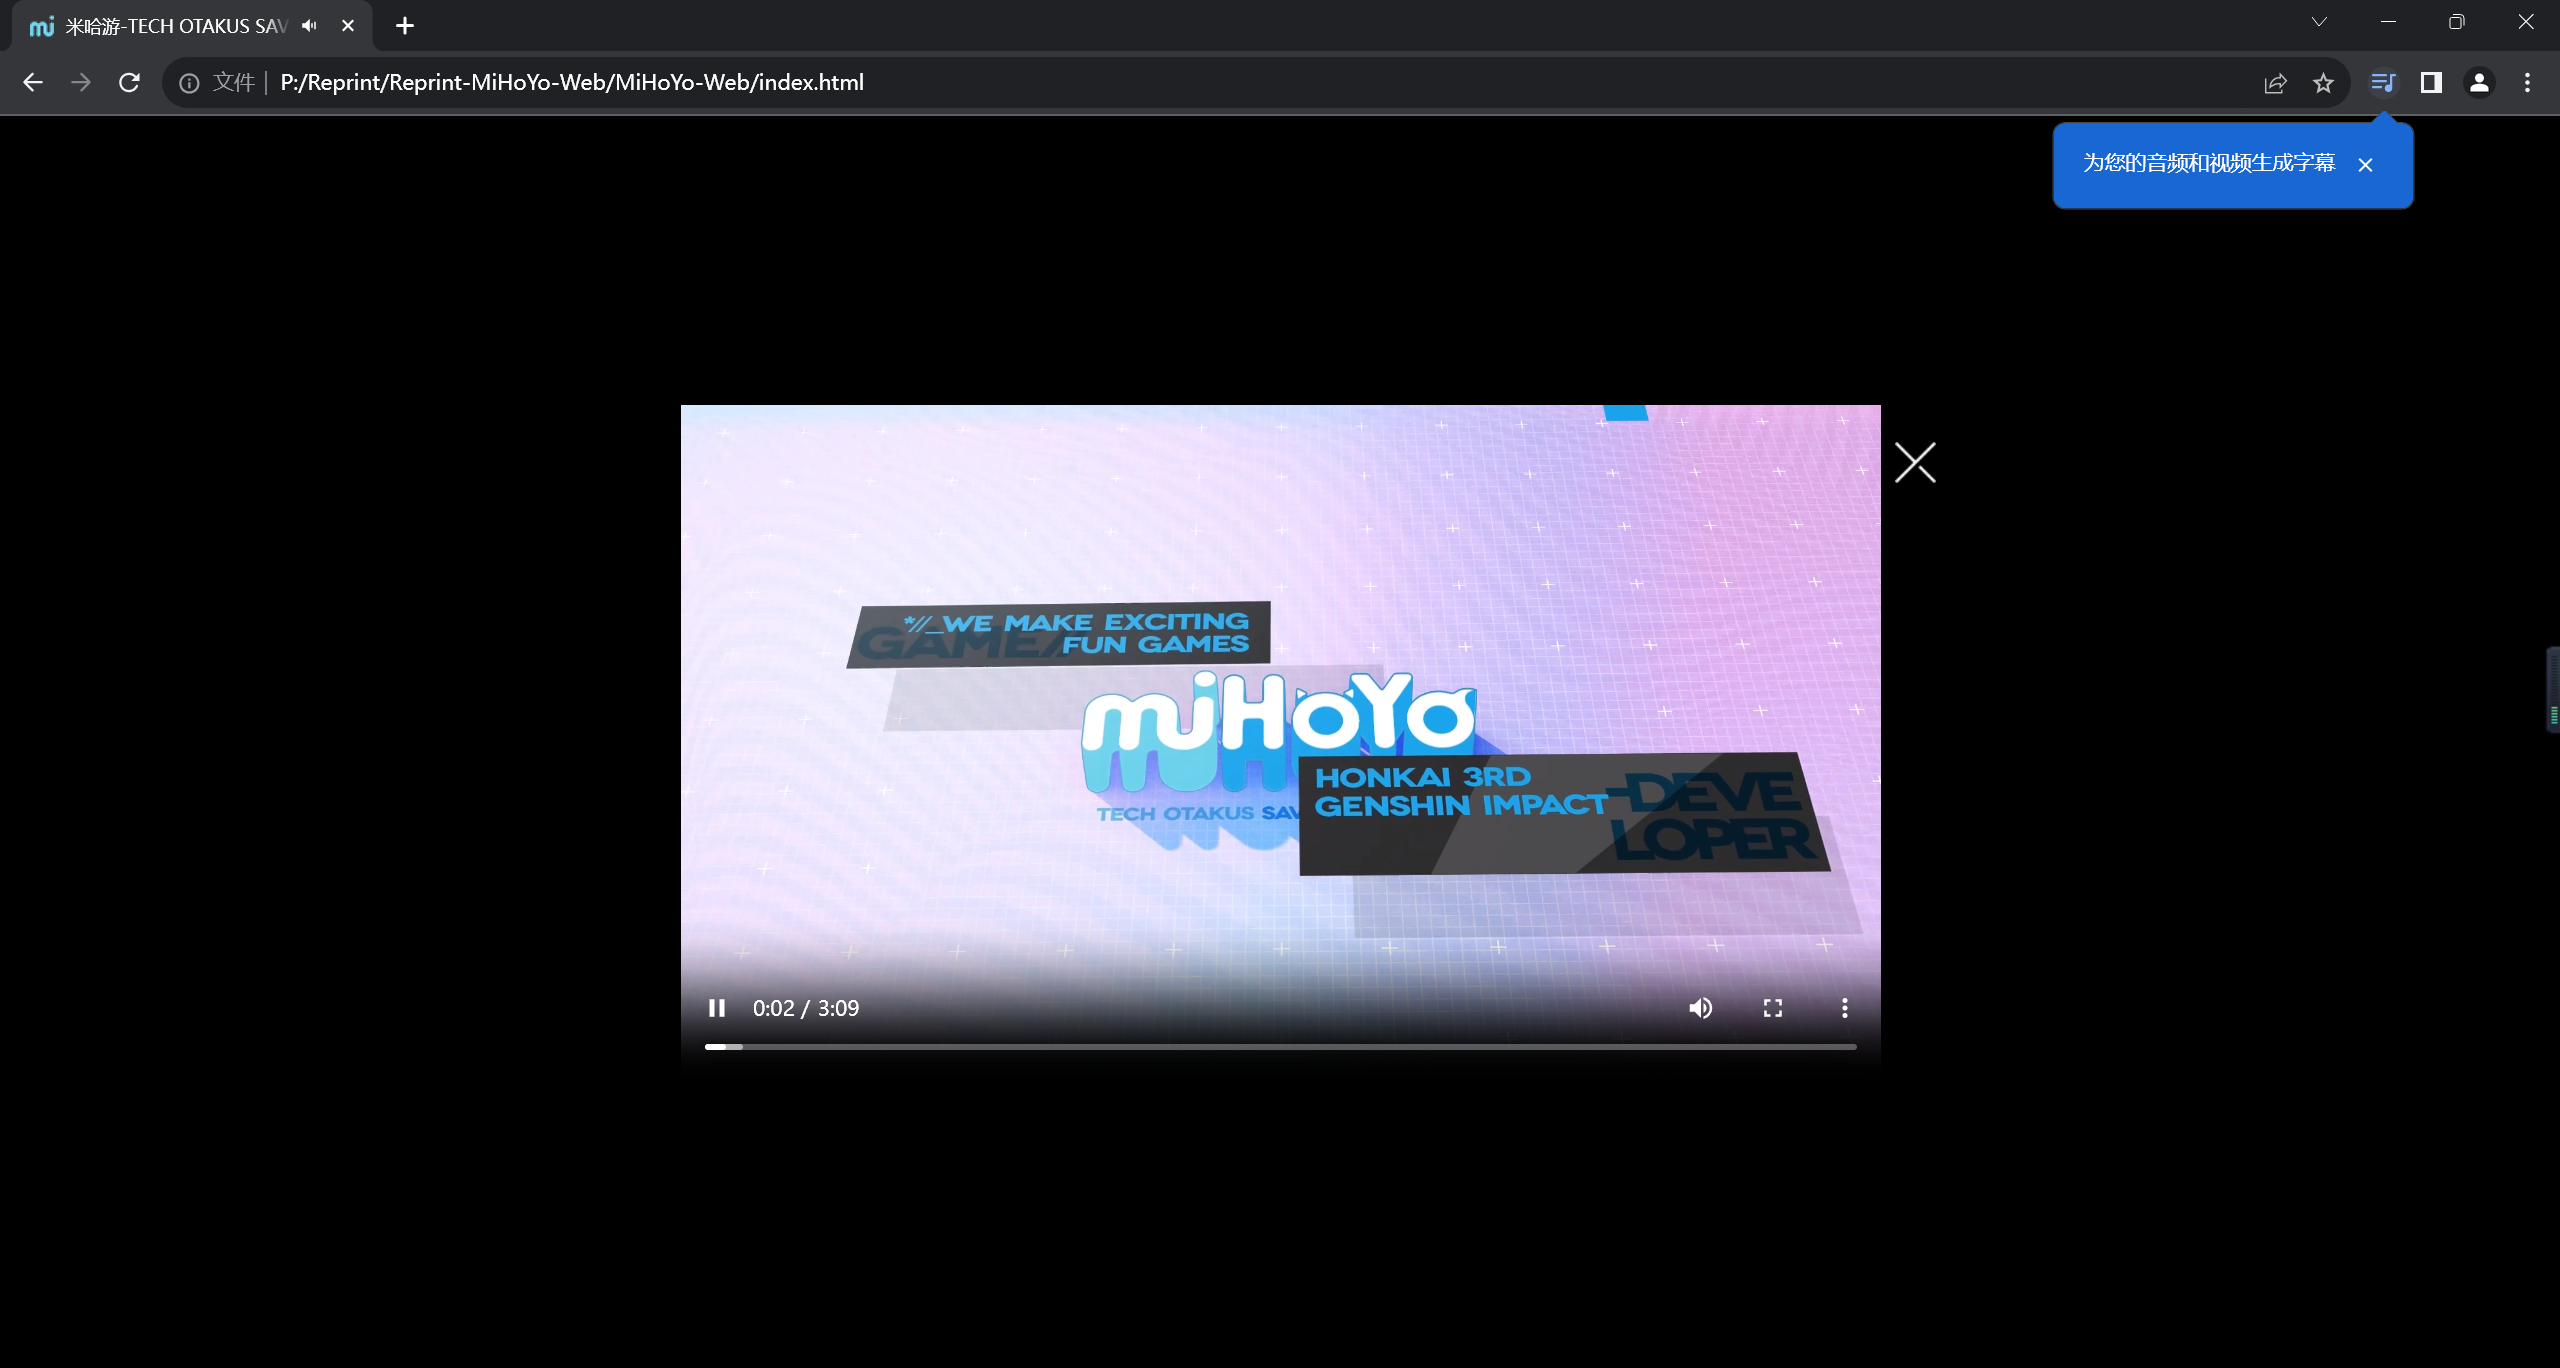 米哈游-TECH OTAKUS SAV
文件
P:/Reprint/Reprint-MiHoYo-Web/MiHoYo-Web/index.html
为您的音频和视频生成字幕
*//_WE MAKE EXCITING
FUN GAMES
GAME/
miHoYo
TECH OTAKUS SAV
HONKAI 3RD
GENSHIN IMPACT
-DEVE
LOPER
0:02 / 3:09